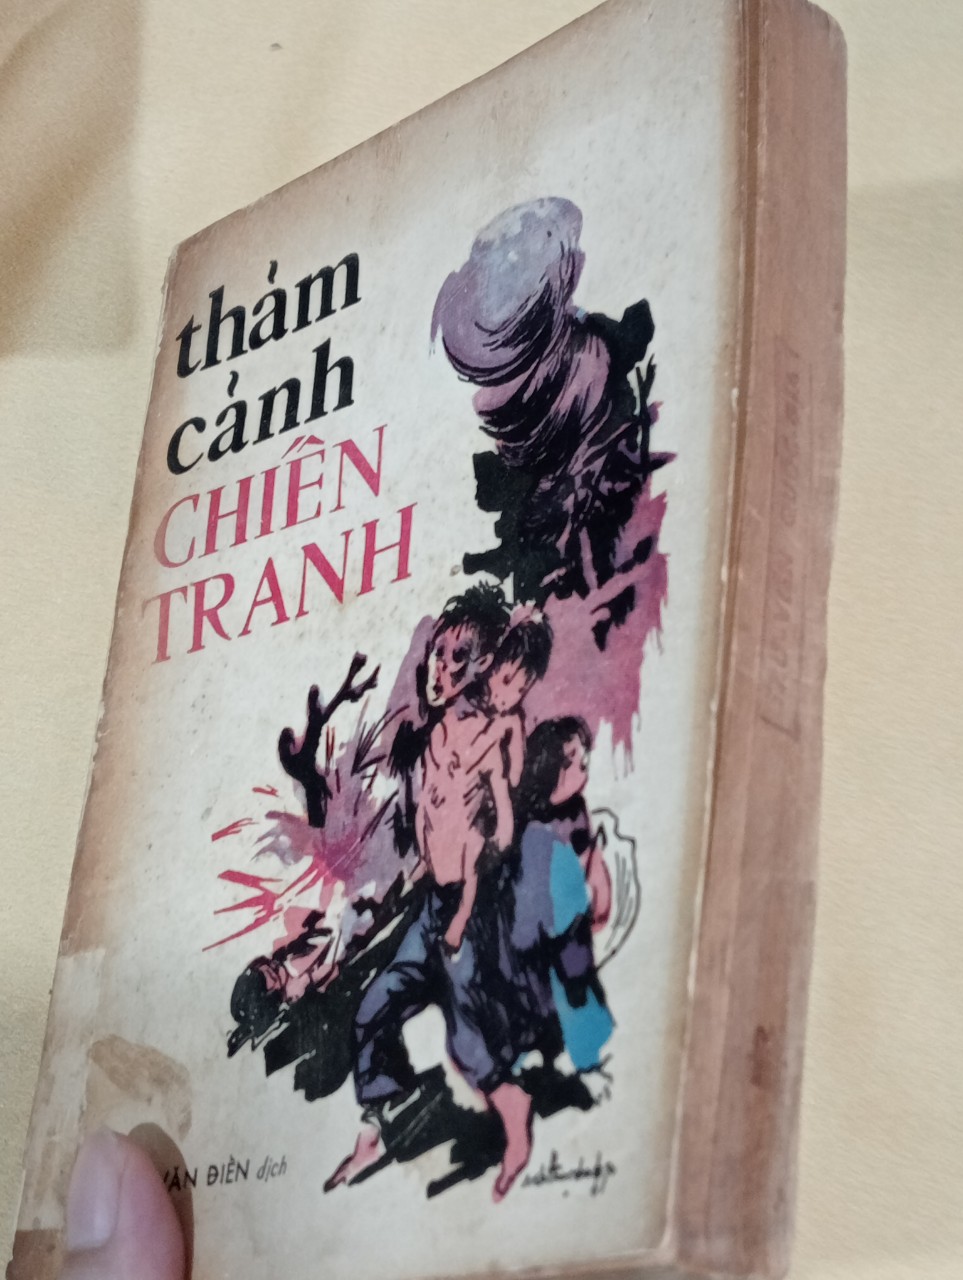 thảm
cảnh
CHIẾN
TRANH
VĂN ĐIỀN dịch